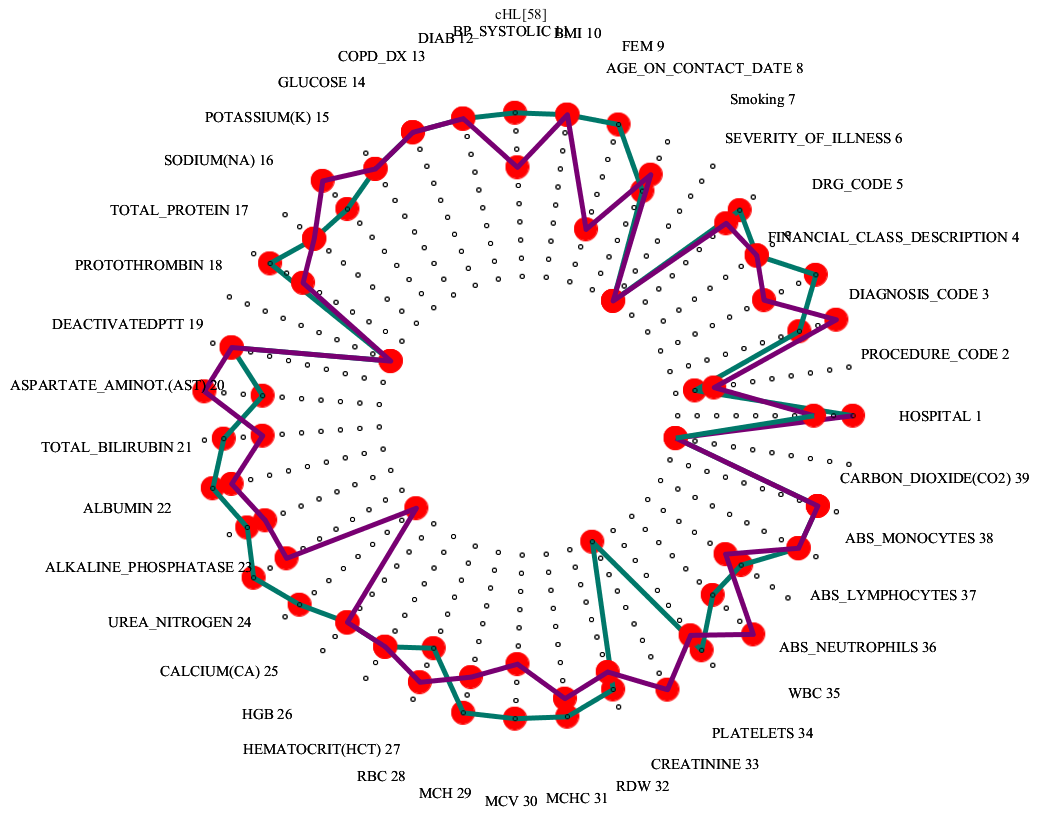 cHL[58]
BP_SYSTOLIC 11
BMI 10
FEM 9
AGE_ON_CONTACT_DATE 8
Smoking 7
SEVERITY_OF_ILLNESS 6
DRG_CODE 5
FINANCIAL_CLASS_DESCRIPTION 4
DIAGNOSIS_CODE 3
PROCEDURE_CODE 2
HOSPITAL 1
CARBON_DIOXIDE(CO2) 39
ABS_MONOCYTES 38
ABS_LYMPHOCYTES 37
ABS_NEUTROPHILS 36
WBC 35
PLATELETS 34
CREATININE 33
RDW 32
MCHC 31
MCV 30
MCH 29
RBC 28
HEMATOCRIT(HCT) 27
HGB 26
CALCIUM(CA) 25
UREA_NITROGEN 24
ALKALINE_PHOSPHATASE 23
ALBUMIN 22
TOTAL_BILIRUBIN 21
ASPARTATE_AMINOT.(AST) 20
DEACTIVATEDPTT 19
PROTOTHROMBIN 18
TOTAL_PROTEIN 17
SODIUM(NA) 16
POTASSIUM(K) 15
GLUCOSE 14
COPD_DX 13
DIAB 12